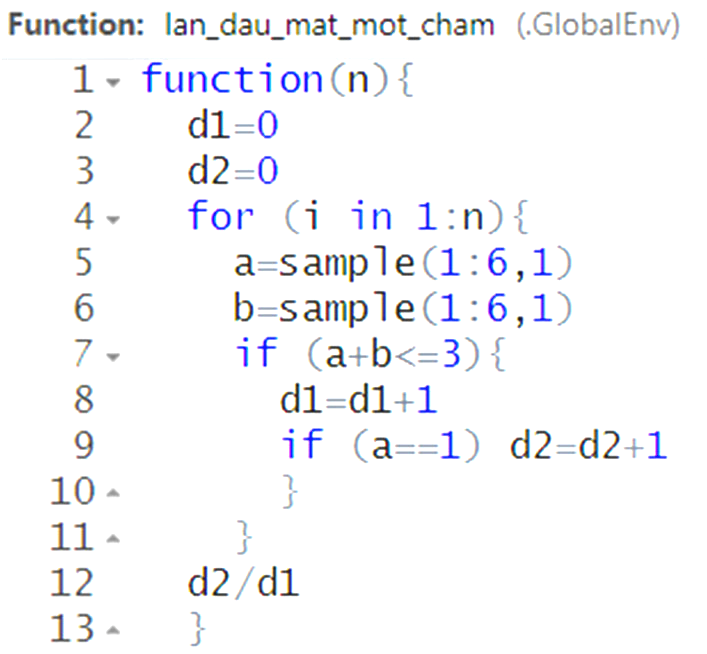 Function: lan_dau_mat_mot_cham (.GlobalEnv)
1 function(n){
2 d1=0
3 d2=0
4 for (i in 1:n){
5 a=sample(1:6,1)
6 b=sample(1:6,1)
7 if (a+b<=3){
8 d1=d1+1
9 if (a==1) d2=d2+1
10 }
11 }
12 d2/d1
13 }